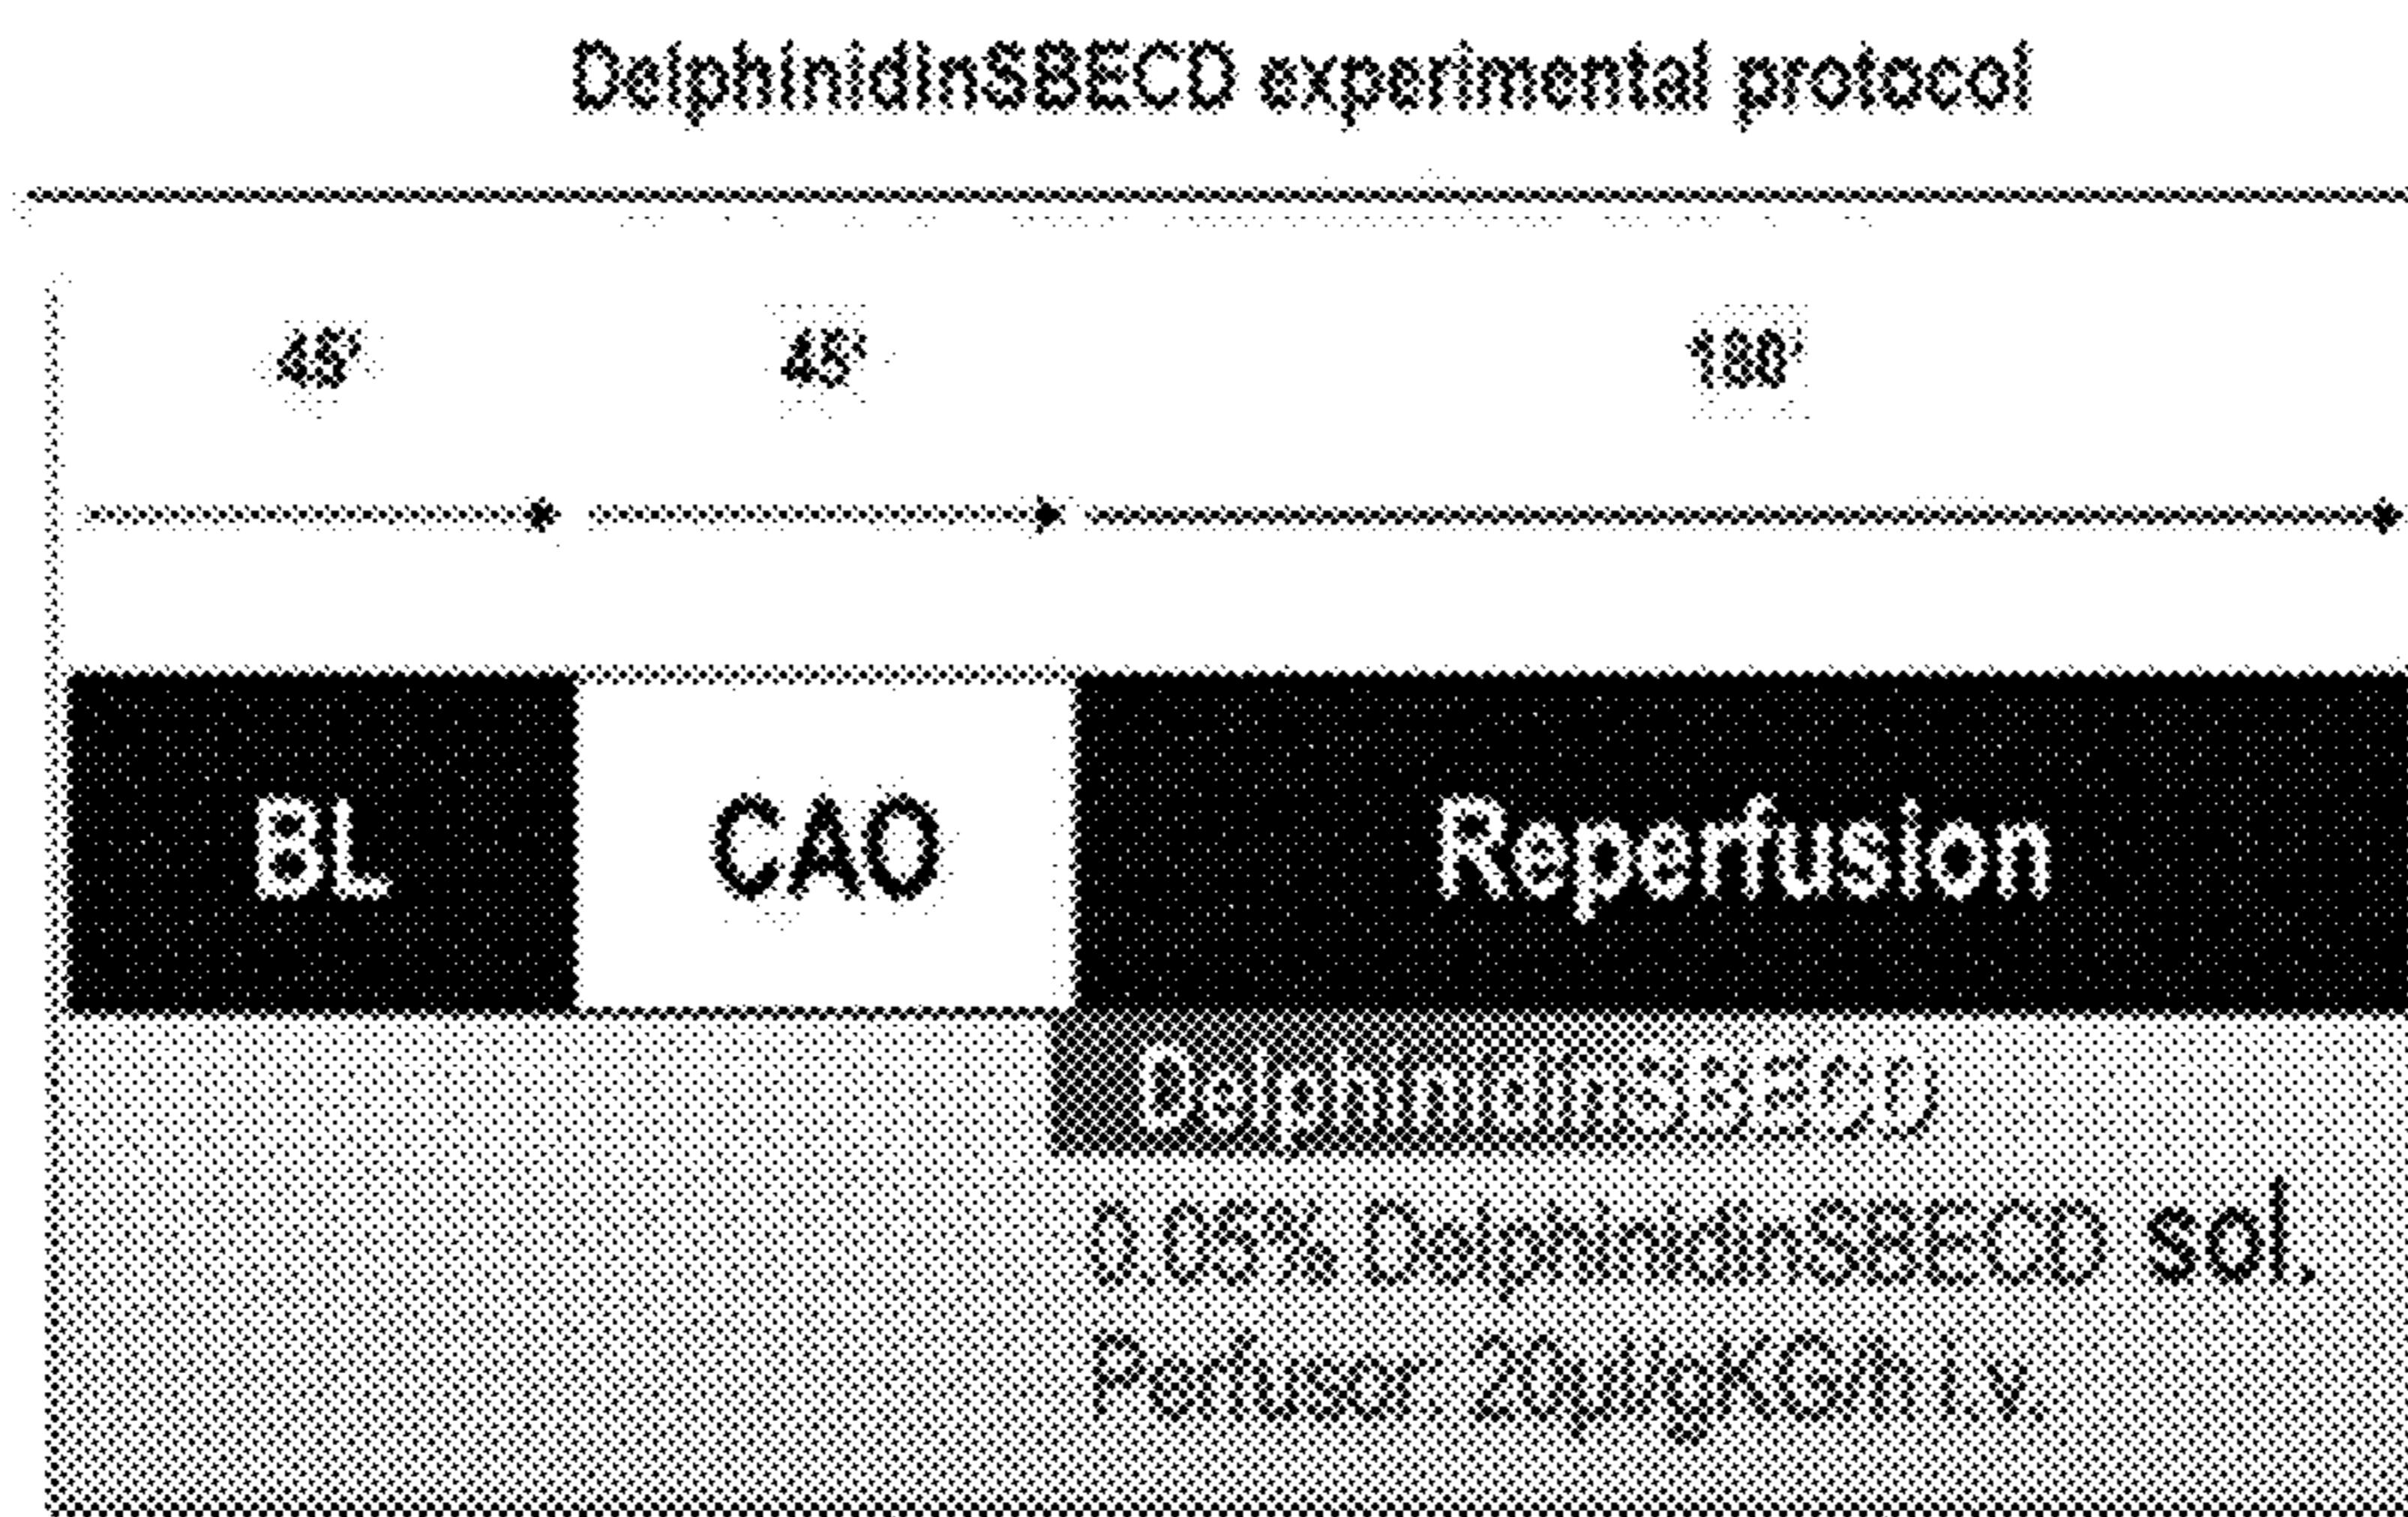 DelphinidinSBECD experimental protocol
45' 45' 180'
BL CAO Reperfusion
DelphinidinSBECD
0.05% DelphinidinSBECD sol.
Perfusor: 20µl/gKG/h i.v.